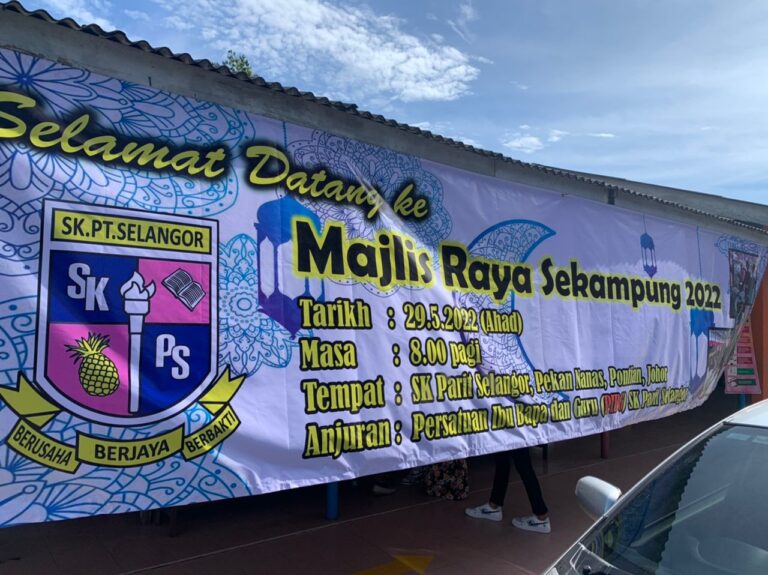 Selamat Datang ke
Majlis Raya Sekampung 2022
Tarikh : 29.5.2022 (Ahad)
Masa : 8.00 pagi
Tempat : SK Parit Selangor, Pekan Nanas, Pontian, Johor
Anjuran : Persatuan Ibu Bapa dan Guru (PIBG) SK Parit Selangor
SK.PT.SELANGOR
SK
PS
BERUSAHA
BERJAYA
BERBAKTI